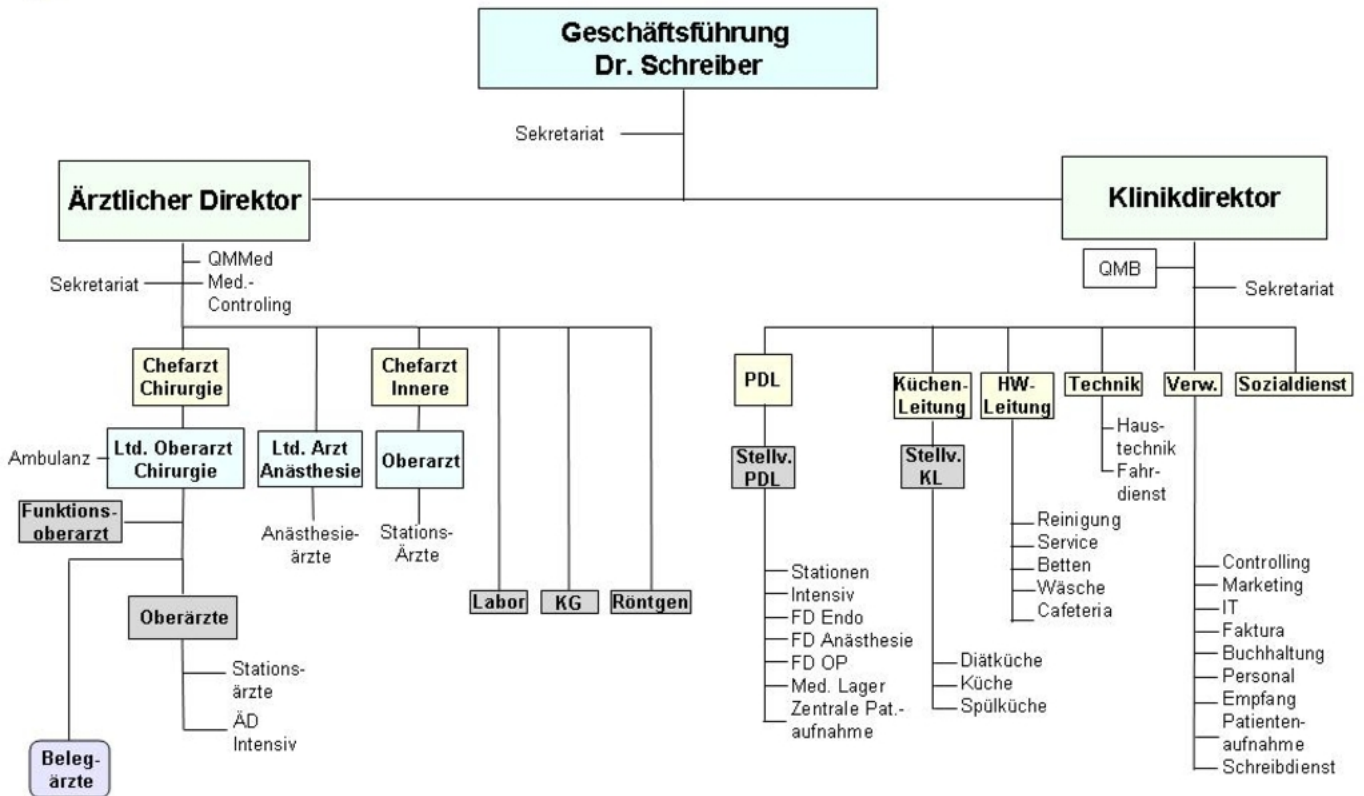 Geschäftsführung
Dr. Schreiber
Sekretariat
Ärztlicher Direktor
Klinikdirektor
QMMed
Sekretariat
Med.-
Controling
QMB
Sekretariat
Chefarzt
Chirurgie
Chefarzt
Innere
PDL
Küchen-
Leitung
HW-
Leitung
Technik
Verw.
Sozialdienst
Ambulanz
Ltd. Oberarzt
Chirurgie
Ltd. Arzt
Anästhesie
Oberarzt
Stellv.
PDL
Stellv.
KL
Haus-
technik
Fahr-
dienst
Funktions-
oberarzt
Anästhesie-
ärzte
Stations-
Ärzte
Labor
KG
Röntgen
Oberärzte
Stations-
ärzte
ÄD
Intensiv
Beleg-
ärzte
Stationen
Intensiv
FD Endo
FD Anästhesie
FD OP
Med. Lager
Zentrale Pat.-
aufnahme
Diätküche
Küche
Spülküche
Reinigung
Service
Betten
Wäsche
Cafeteria
Controlling
Marketing
IT
Faktura
Buchhaltung
Personal
Empfang
Patienten-
aufnahme
Schreibdienst